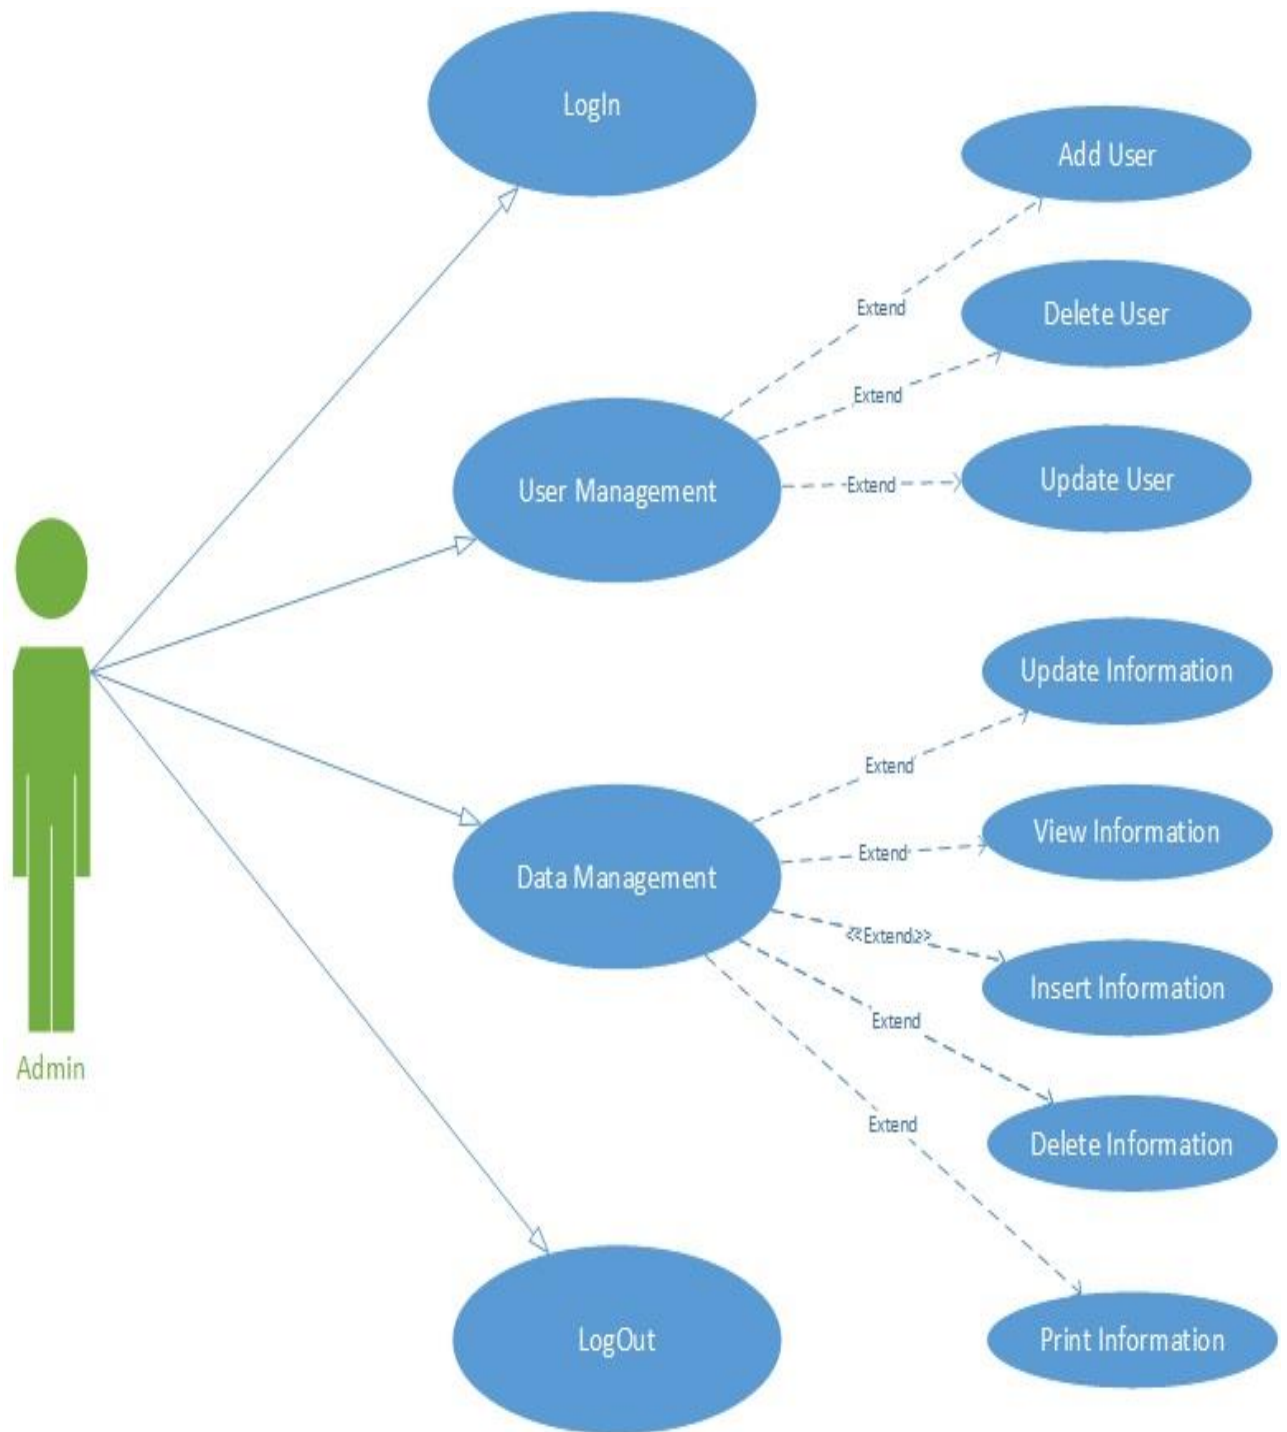 LogIn
Add User
Extend
Delete User
Extend
User Management
Extend
Update User
Update Information
Extend
View Information
Extend
Data Management
<<Extend>>
Insert Information
Extend
Admin
Extend
Delete Information
LogOut
Print Information